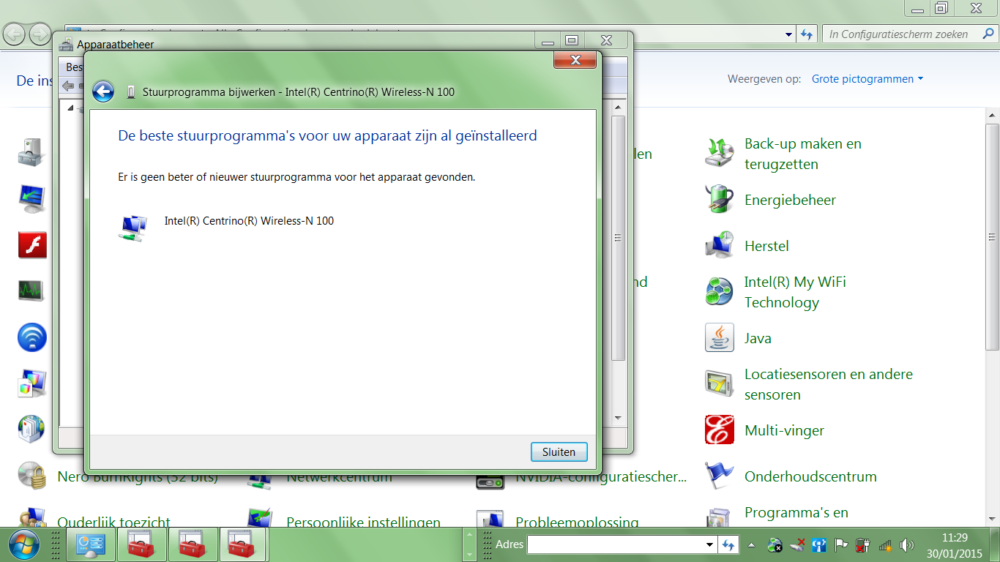 In Configuratiescherm zoeken
Apparaatbeheer
De ins
Bes
Weergeven op: Grote pictogrammen
Stuurprogramma bijwerken - Intel(R) Centrino(R) Wireless-N 100
De beste stuurprogramma's voor uw apparaat zijn al geïnstalleerd
Er is geen beter of nieuwer stuurprogramma voor het apparaat gevonden.
Intel(R) Centrino(R) Wireless-N 100
Sluiten
len
nd
Back-up maken en
terugzetten
Energiebeheer
Herstel
Intel(R) My WiFi
Technology
Java
Locatiesensoren en andere
sensoren
Multi-vinger
Nero BurnRights (32 bits)
Netwerkcentrum
NVIDIA-configuratiescher...
Onderhoudscentrum
Ouderlijk toezicht
Persoonlijke instellingen
Probleemoplossing
Programma's en
Adres
11:29
30/01/2015